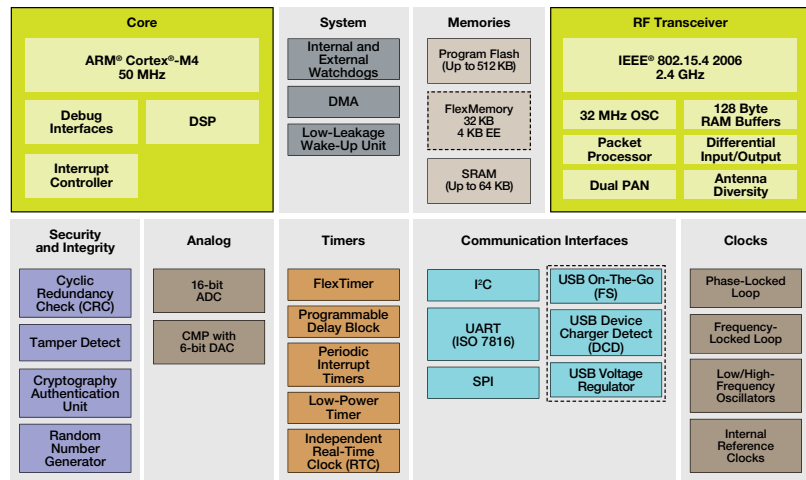 Core
ARM® Cortex®-M4
50 MHz
Debug
Interfaces
DSP
Interrupt
Controller
System
Internal and
External
Watchdogs
DMA
Low-Leakage
Wake-Up Unit
Memories
Program Flash
(Up to 512 KB)
FlexMemory
32 KB
4 KB EE
SRAM
(Up to 64 KB)
RF Transceiver
IEEE® 802.15.4 2006
2.4 GHz
32 MHz OSC
128 Byte
RAM Buffers
Packet
Processor
Differential
Input/Output
Dual PAN
Antenna
Diversity
Security
and Integrity
Cyclic
Redundancy
Check (CRC)
Tamper Detect
Cryptography
Authentication
Unit
Random
Number
Generator
Analog
16-bit
ADC
CMP with
6-bit DAC
Timers
FlexTimer
Programmable
Delay Block
Periodic
Interrupt
Timers
Low-Power
Timer
Independent
Real-Time
Clock (RTC)
Communication Interfaces
I²C
UART
(ISO 7816)
SPI
USB On-The-Go
(FS)
USB Device
Charger Detect
(DCD)
USB Voltage
Regulator
Clocks
Phase-Locked
Loop
Frequency-
Locked Loop
Low/High-
Frequency
Oscillators
Internal
Reference
Clocks